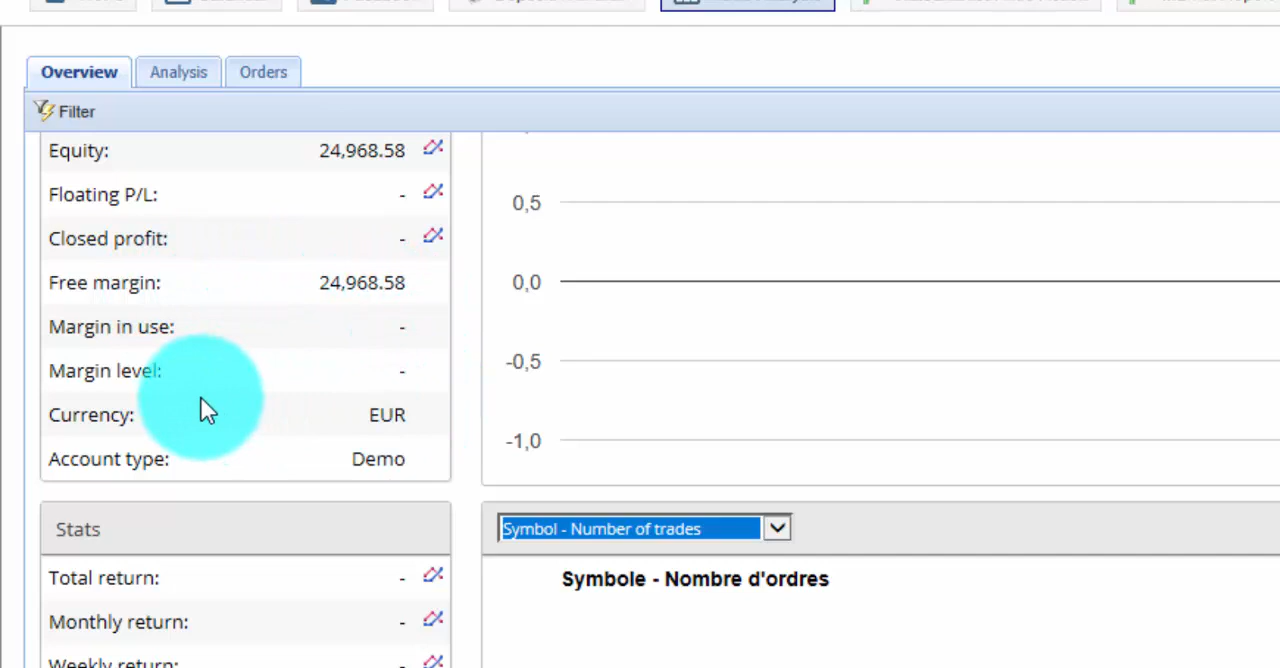 Overview Analysis Orders
Filter
Equity: 24,968.58
Floating P/L: -
Closed profit: -
Free margin: 24,968.58
Margin in use: -
Margin level: -
Currency: EUR
Account type: Demo
0,5
0,0
-0,5
-1,0
Stats
Total return: -
Monthly return: -
Weekly return: -
Symbol - Number of trades
Symbole - Nombre d'ordres